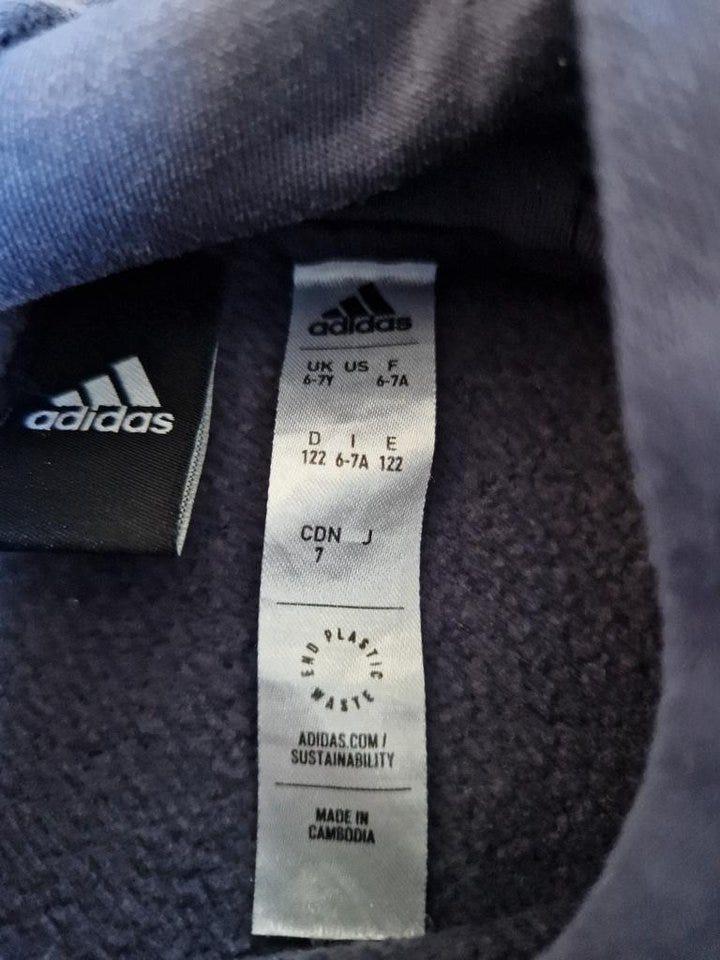 adidas
adidas
UK US F
6-7Y 6-7A
D I E
122 6-7A 122
CDN J
7
END PLASTIC WASTE
ADIDAS.COM/
SUSTAINABILITY
MADE IN
CAMBODIA